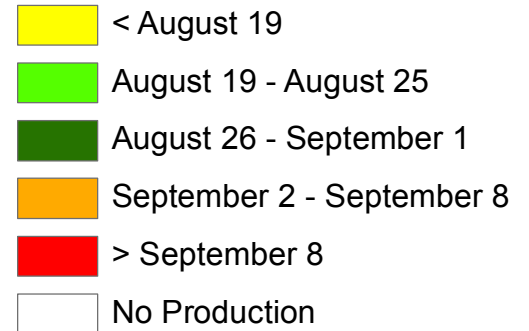 < August 19
August 19 - August 25
August 26 - September 1
September 2 - September 8
> September 8
No Production